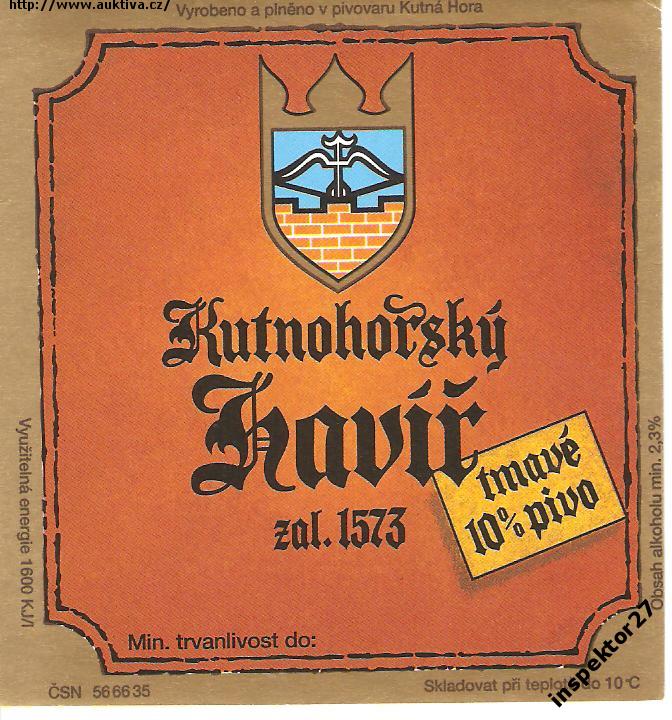 http://www.auktiva.cz/
Vyrobeno a plněno v pivovaru Kutná Hora
Kutnohorský
Havíř
zal. 1573
tmavé
10% pivo
Využitelná energie 1600 KJ/l
Obsah alkoholu min. 2,3%
Min. trvanlivost do:
ČSN 566635
Skladovat při teplotě do 10°C
inspektor27